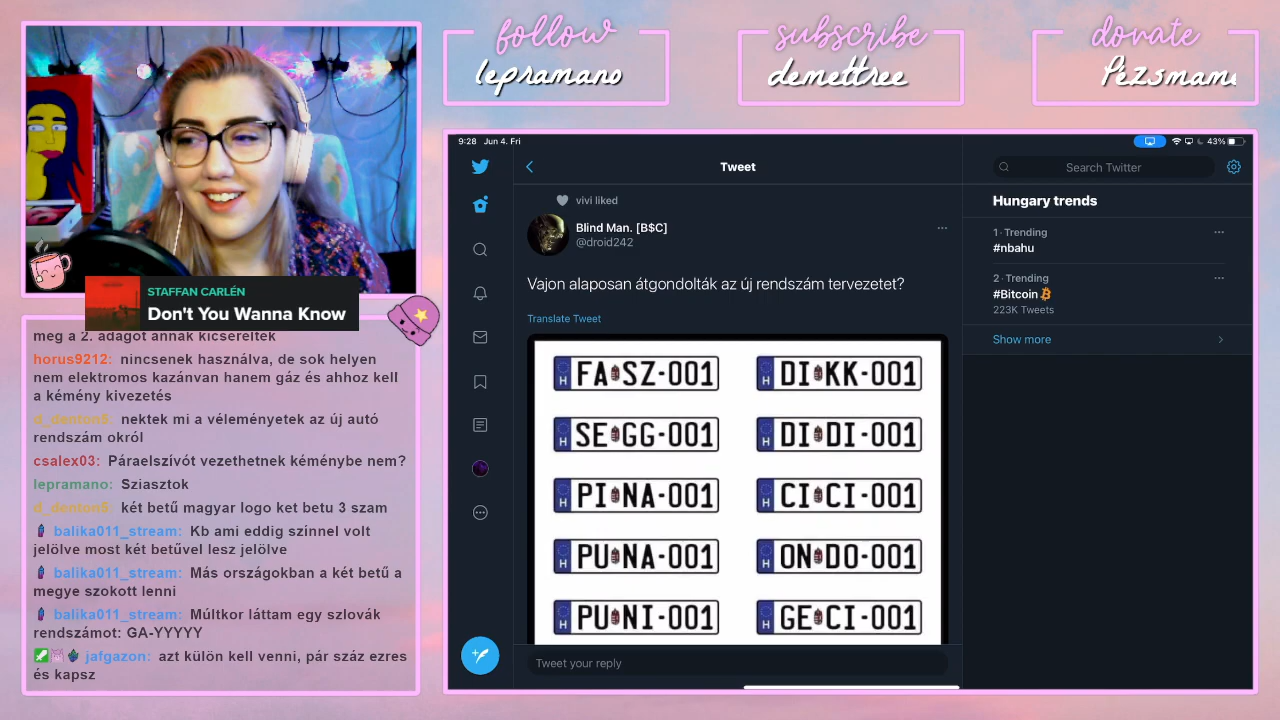 follow
lepramano
subscribe
demettree
donate
STAFFAN CARLÉN
Don't You Wanna Know
meg a 2. adagot annak kicserélték
horus9212: nincsenek használva, de sok helyen
nem elektromos kazánvan hanem gáz és ahhoz kell
a kémény kivezetés
d_denton5: nektek mi a véleményetek az új autó
rendszám okról
csalex03: Páraelszívót vezethetnek kéménybe nem?
lepramano: Sziasztok
d_denton5: két betű magyar logo ket betu 3 szam
balika011_stream: Kb ami eddig színnel volt
jelölve most két betűvel lesz jelölve
balika011_stream: Más országokban a két betű a
megye szokott lenni
balika011_stream: Múltkor láttam egy szlovák
rendszámot: GA-YYYYY
jafgazon: azt külön kell venni, pár száz ezres
és kapsz
9:28 Jun 4. Fri
43%
Tweet
vivi liked
Blind Man. [B$C]
@droid242
Vajon alaposan átgondolták az új rendszám tervezetet?
Translate Tweet
H FA SZ-001
H DI KK-001
H SE GG-001
H DI DI-001
H PI NA-001
H CI CI-001
H PU NA-001
H ON DO-001
H PU NI-001
H GE CI-001
Tweet your reply
Search Twitter
Hungary trends
1 · Trending
#nbahu
2 · Trending
#Bitcoin
223K Tweets
Show more